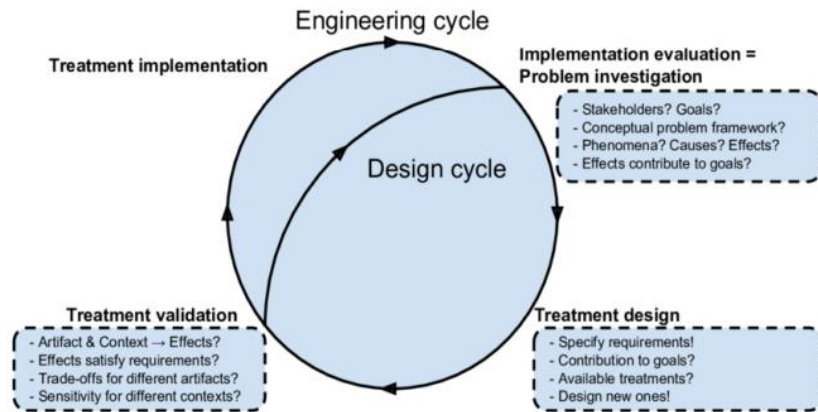 Engineering cycle
Treatment implementation
Implementation evaluation =
Problem investigation
- Stakeholders? Goals?
- Conceptual problem framework?
- Phenomena? Causes? Effects?
- Effects contribute to goals?
Design cycle
Treatment validation
- Artifact & Context → Effects?
- Effects satisfy requirements?
- Trade-offs for different artifacts?
- Sensitivity for different contexts?
Treatment design
- Specify requirements!
- Contribution to goals?
- Available treatments?
- Design new ones!